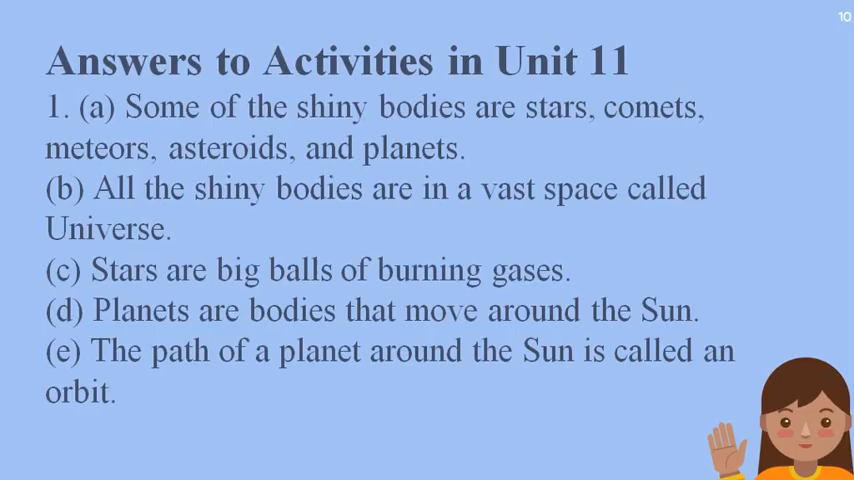 10
Answers to Activities in Unit 11
1. (a) Some of the shiny bodies are stars, comets,
meteors, asteroids, and planets.
(b) All the shiny bodies are in a vast space called
Universe.
(c) Stars are big balls of burning gases.
(d) Planets are bodies that move around the Sun.
(e) The path of a planet around the Sun is called an
orbit.